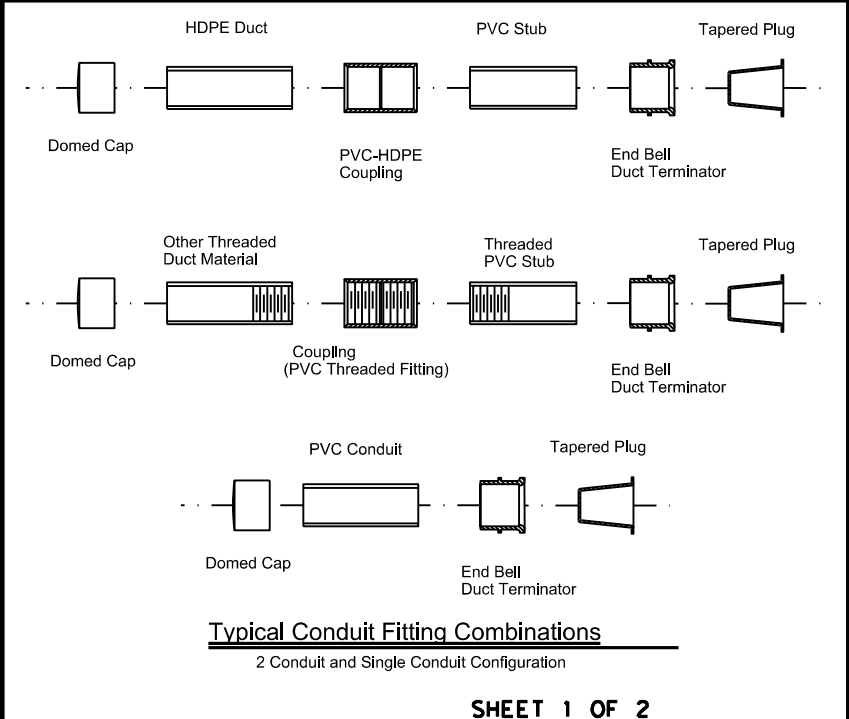 HDPE Duct
PVC Stub
Tapered Plug
Domed Cap
PVC-HDPE
Coupling
End Bell
Duct Terminator
Other Threaded
Duct Material
Threaded
PVC Stub
Tapered Plug
Domed Cap
Coupling
(PVC Threaded Fitting)
End Bell
Duct Terminator
PVC Conduit
Tapered Plug
Domed Cap
End Bell
Duct Terminator
Typical Conduit Fitting Combinations
2 Conduit and Single Conduit Configuration
SHEET 1 OF 2